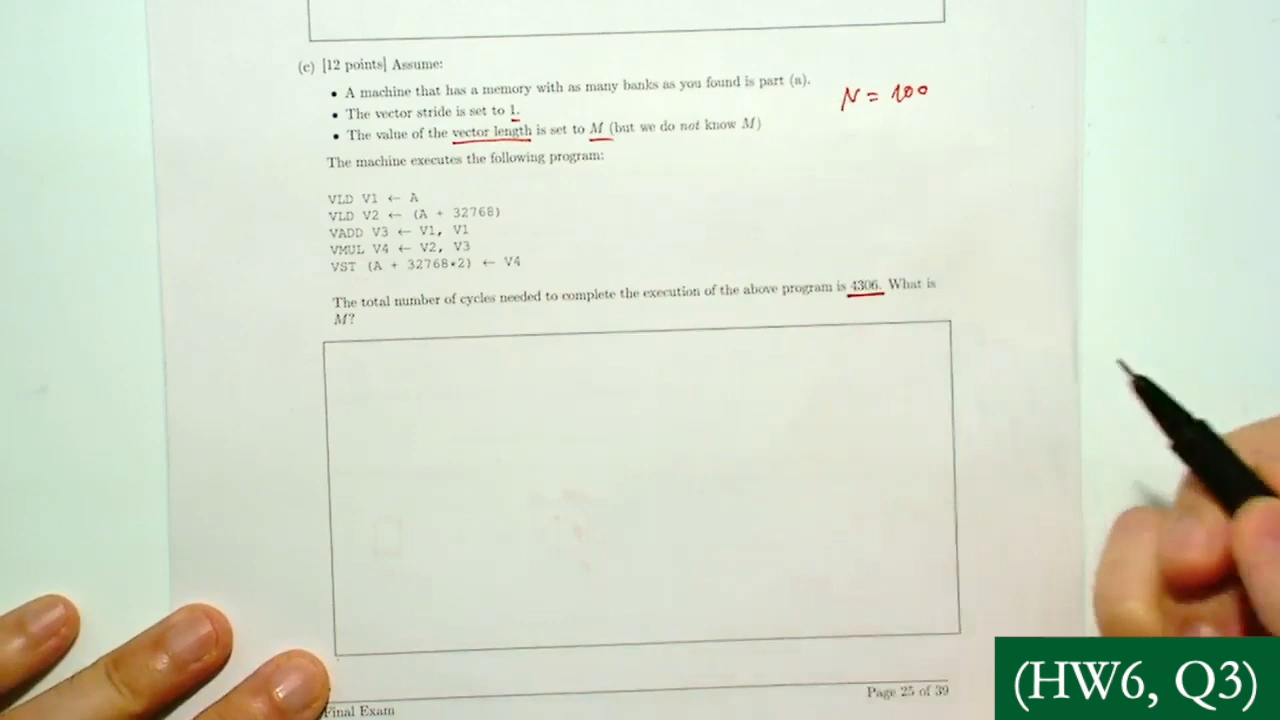 (c) [12 points] Assume:
• A machine that has a memory with as many banks as you found is part (a).
N = 100
• The vector stride is set to 1.
• The value of the vector length is set to M (but we do not know M)
The machine executes the following program:
VLD V1 ← A
VLD V2 ← (A + 32768)
VADD V3 ← V1, V1
VMUL V4 ← V2, V3
VST (A + 32768*2) ← V4
The total number of cycles needed to complete the execution of the above program is 4306. What is
M?
Final Exam
Page 25 of 39
(HW6, Q3)